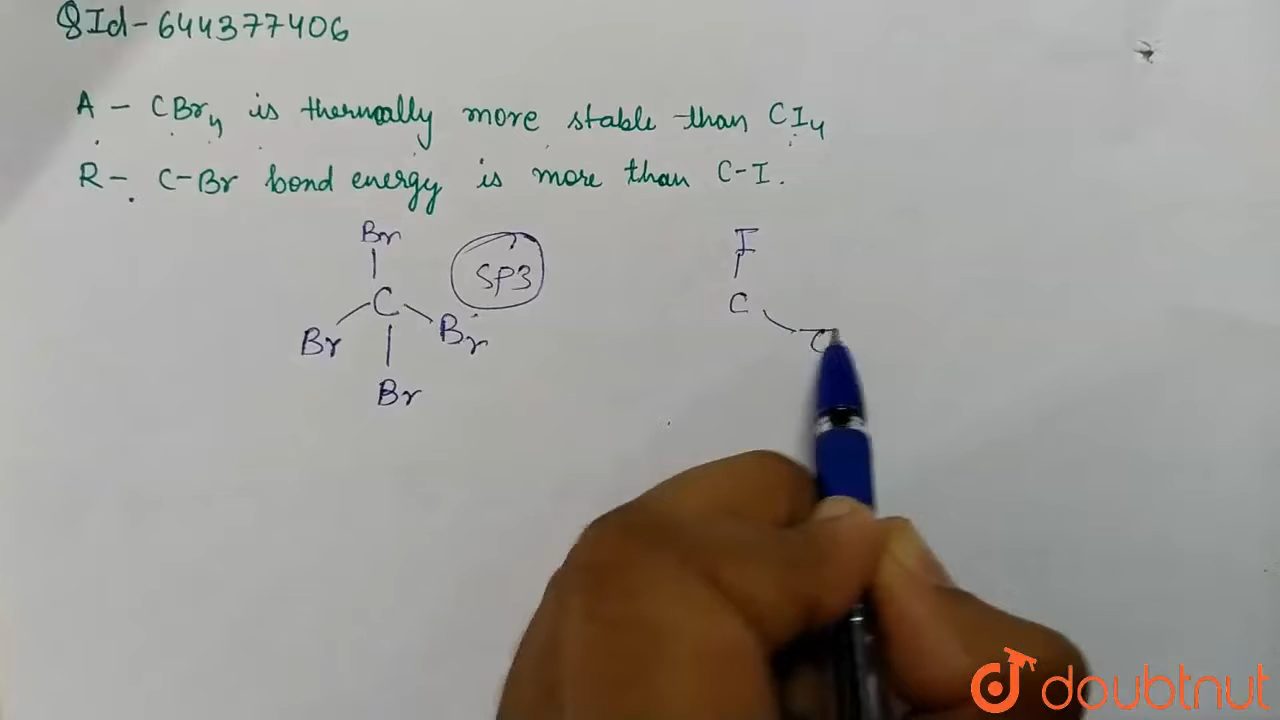 QId-644377406
A - CBr4 is thermally more stable than CI4
R - C-Br bond energy is more than C-I.
Br
SP3
I
C
C
Br
Br
Br
doubtnut